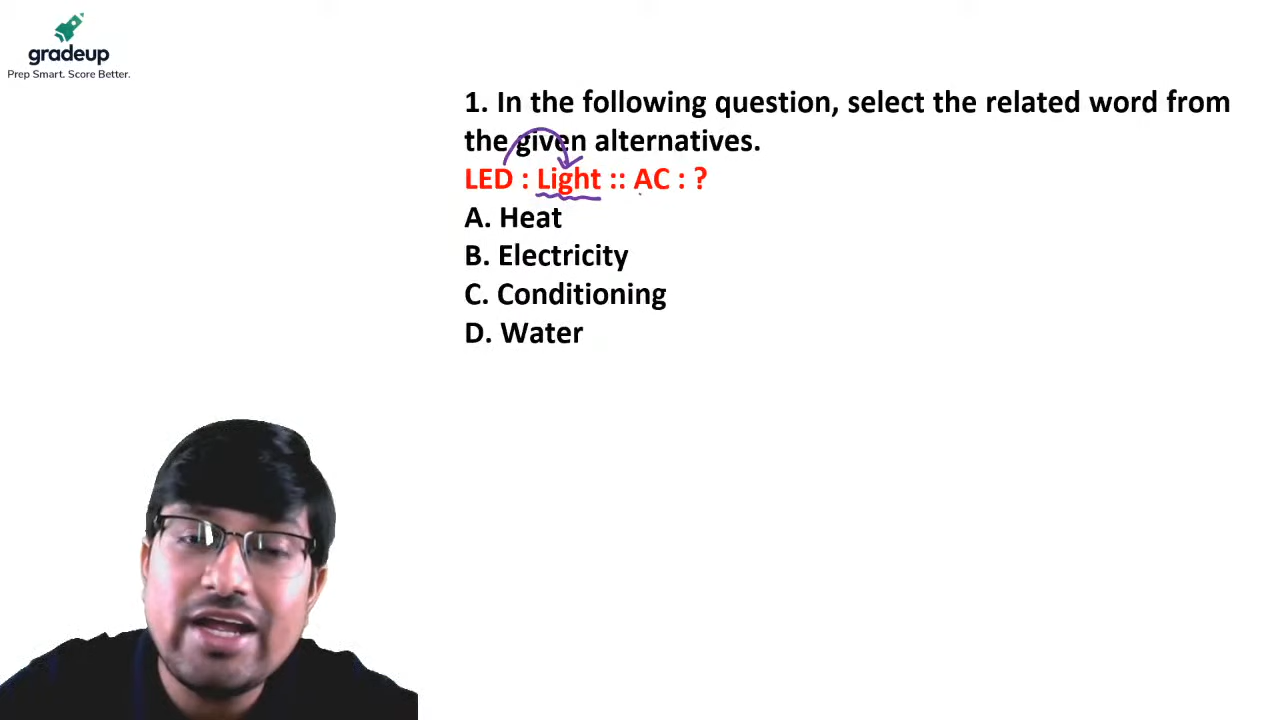 gradeup
Prep Smart. Score Better.
1. In the following question, select the related word from
the given alternatives.
LED : Light :: AC : ?
A. Heat
B. Electricity
C. Conditioning
D. Water